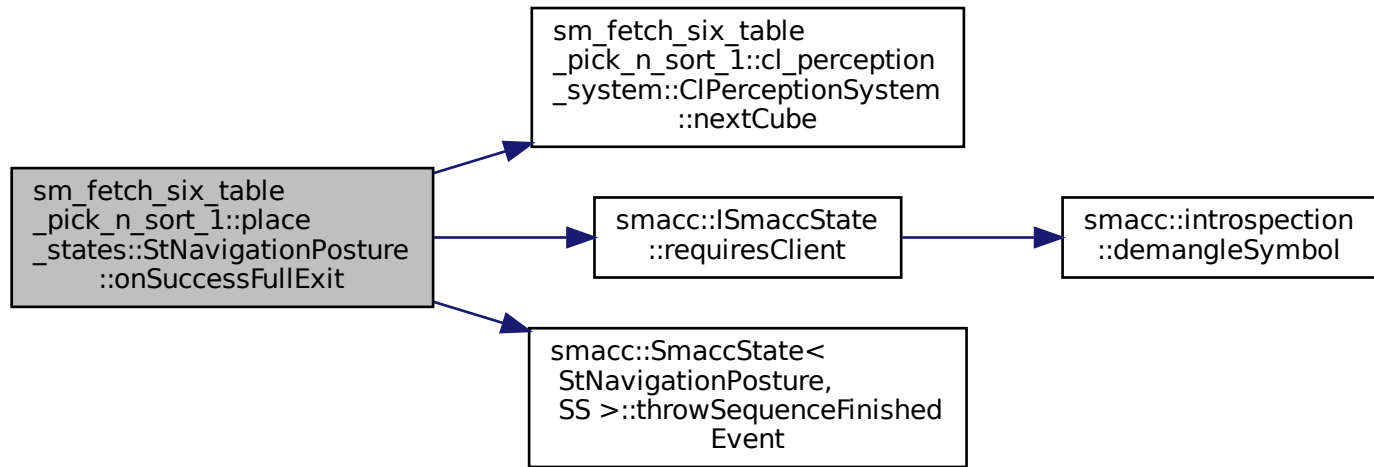 sm_fetch_six_table
_pick_n_sort_1::place
_states::StNavigationPosture
::onSuccessFullExit
sm_fetch_six_table
_pick_n_sort_1::cl_perception
_system::ClPerceptionSystem
::nextCube
smacc::ISmaccState
::requiresClient
smacc::introspection
::demangleSymbol
smacc::SmaccState<
StNavigationPosture,
SS >::throwSequenceFinished
Event